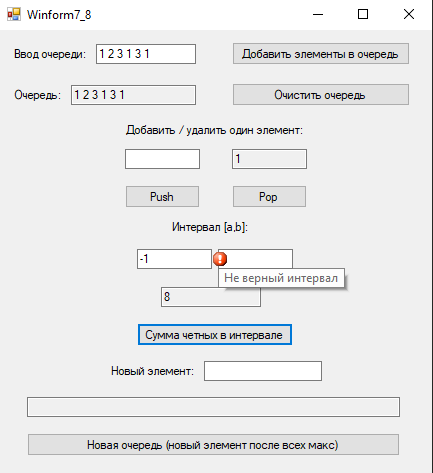 Winform7_8
Ввод очереди: 1 2 3 1 3 1 Добавить элементы в очередь
Очередь: 1 2 3 1 3 1 Очистить очередь
Добавить / удалить один элемент:
1
Push Pop
Интервал [a,b]:
-1
Не верный интервал
8
Сумма четных в интервале
Новый элемент:
Новая очередь (новый элемент после всех макс)